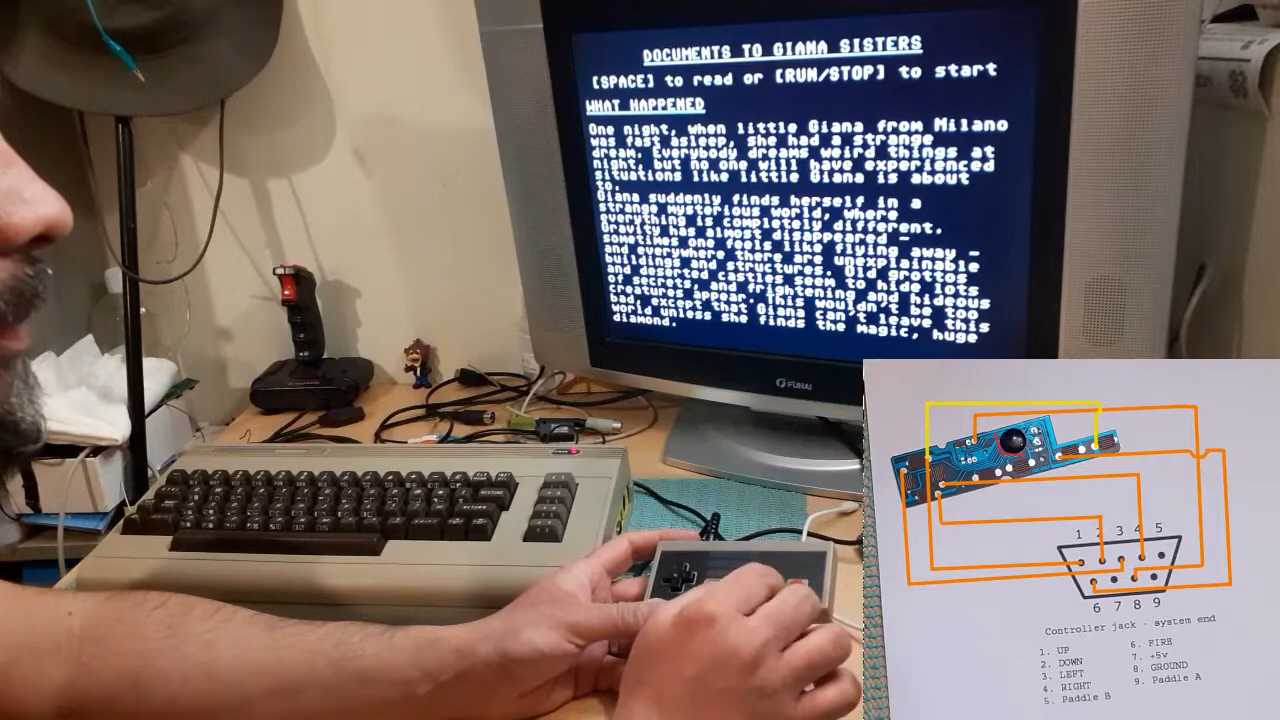 DOCUMENTS TO GIANA SISTERS
[SPACE] to read or [RUN/STOP] to start
WHAT HAPPENED
One night, when little Giana from Milano
was fast asleep, she had a strange
dream. Everybody dreams weird things at
night, but no one will have experienced
situations like little Giana is about
to.
Giana suddenly finds herself in a
strange mysterious world, where
everything is completely different.
Gravity has almost disappeared -
sometimes one feels like flying away -
and everywhere there are unexplainable
buildings and structures. Old grottos
and deserted castles seem to hide lots
of secrets, and frightening and hideous
creatures appear. This wouldn't be too
bad, except that Giana can't leave this
world unless she finds the magic, huge
diamond.
FUNAI
RETURN
1 2 3 4 5
6 7 8 9
Controller jack - system end
1. UP
2. DOWN
3. LEFT
4. RIGHT
5. Paddle B
6. FIRE
7. +5v
8. GROUND
9. Paddle A